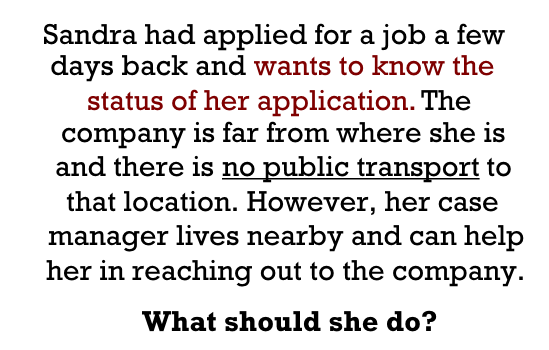 Sandra had applied for a job a few
days back and wants to know the
status of her application. The
company is far from where she is
and there is no public transport to
that location. However, her case
manager lives nearby and can help
her in reaching out to the company.
What should she do?